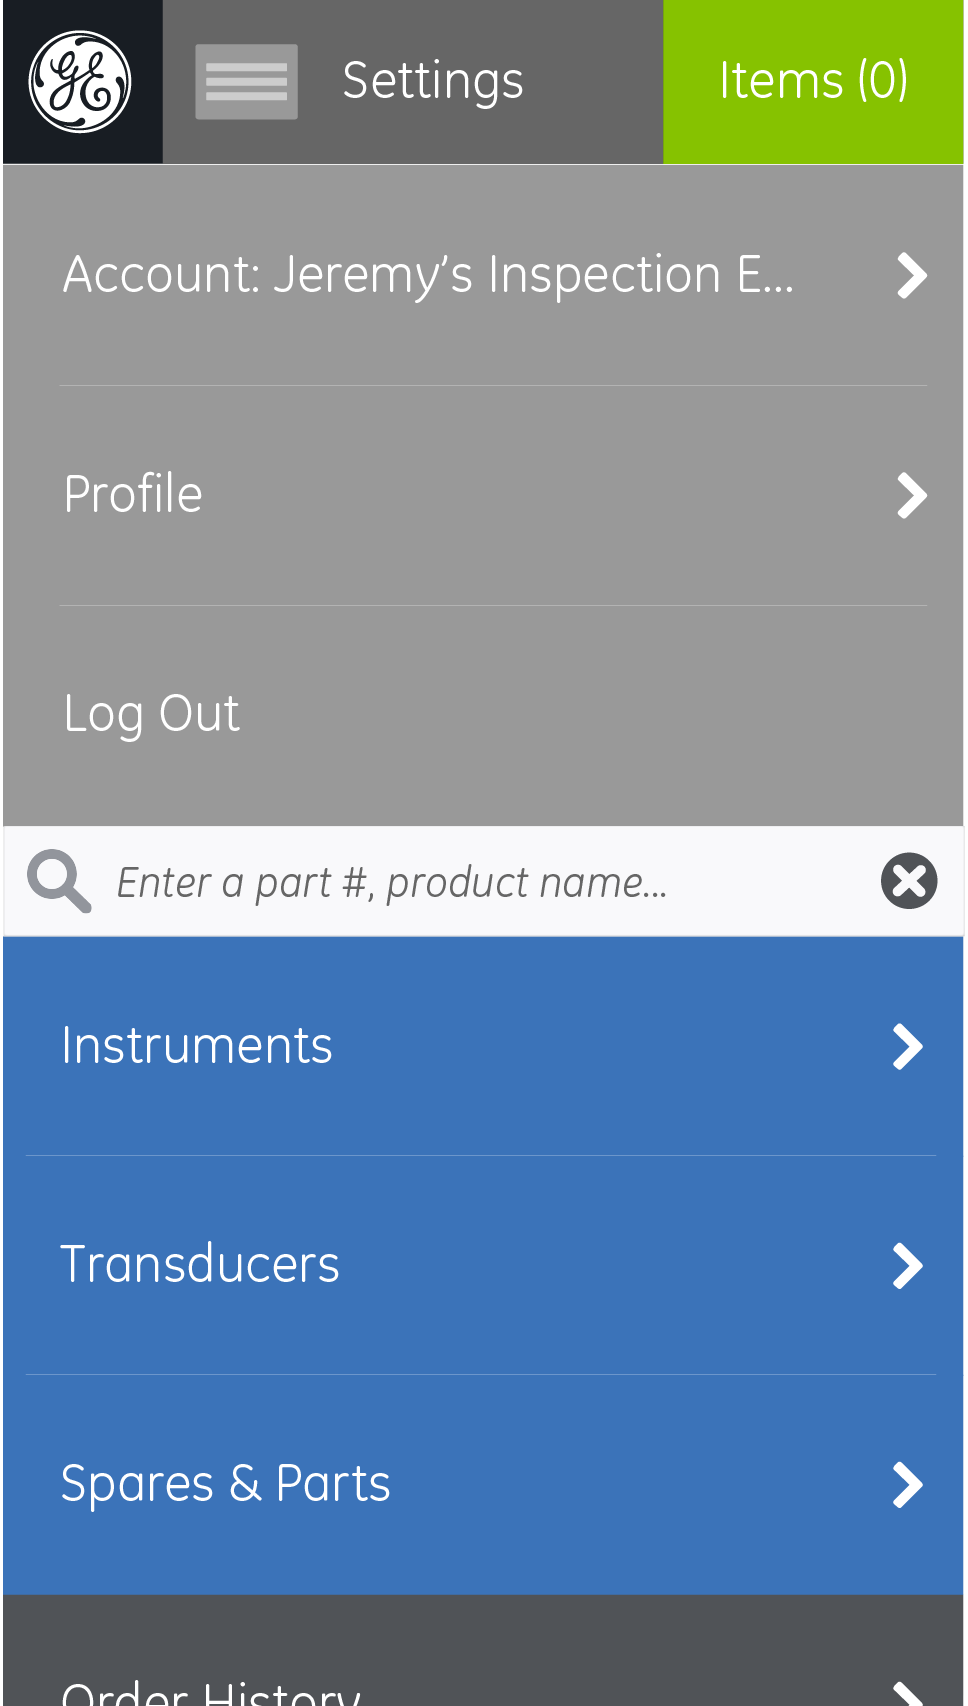 GE
Settings
Items (0)
Account: Jeremy’s Inspection E...
Profile
Log Out
Enter a part #, product name...
Instruments
Transducers
Spares & Parts
Order History